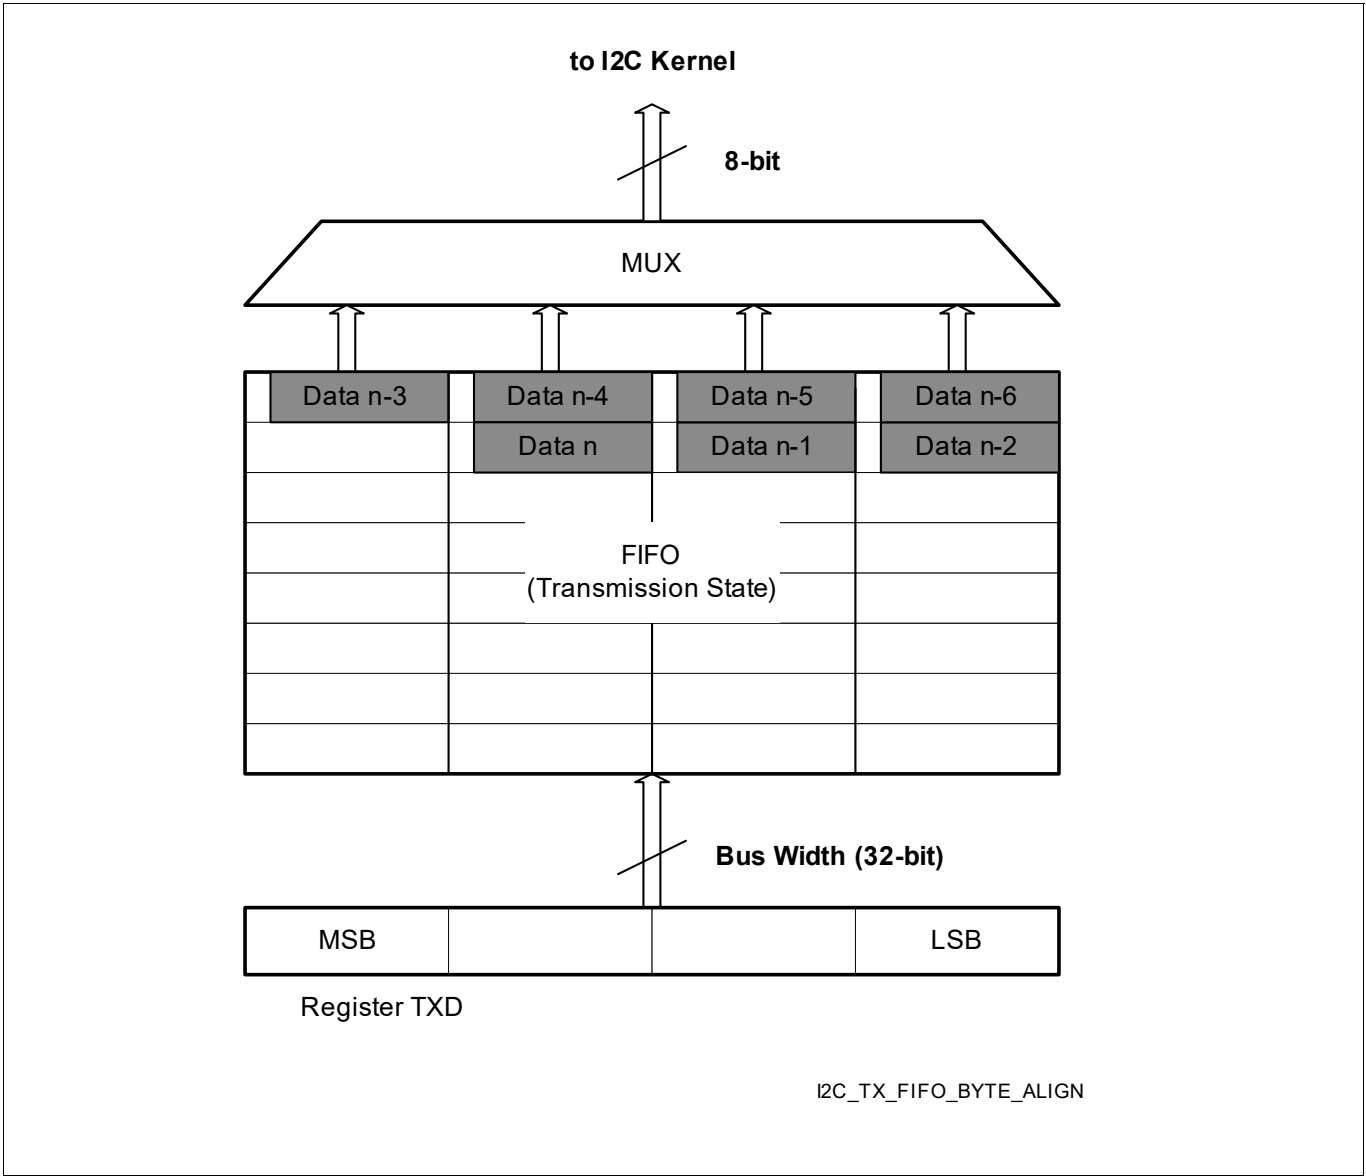 to I2C Kernel
8-bit
MUX
Data n-3 Data n-4 Data n-5 Data n-6
Data n Data n-1 Data n-2
FIFO
(Transmission State)
Bus Width (32-bit)
MSB LSB
Register TXD
I2C_TX_FIFO_BYTE_ALIGN